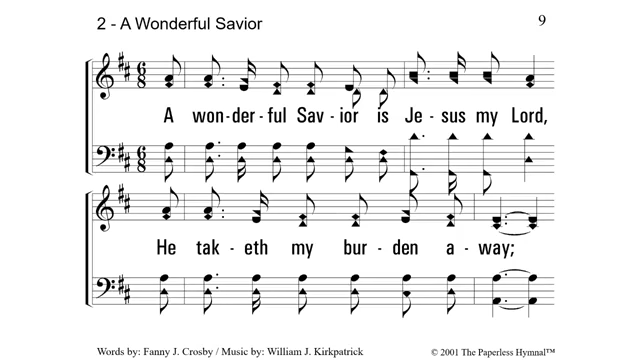 2 - A Wonderful Savior
9
A won-der-ful Sav-ior is Je-sus my Lord,
He tak-eth my bur-den a-way;
Words by: Fanny J. Crosby / Music by: William J. Kirkpatrick
© 2001 The Paperless Hymnal™